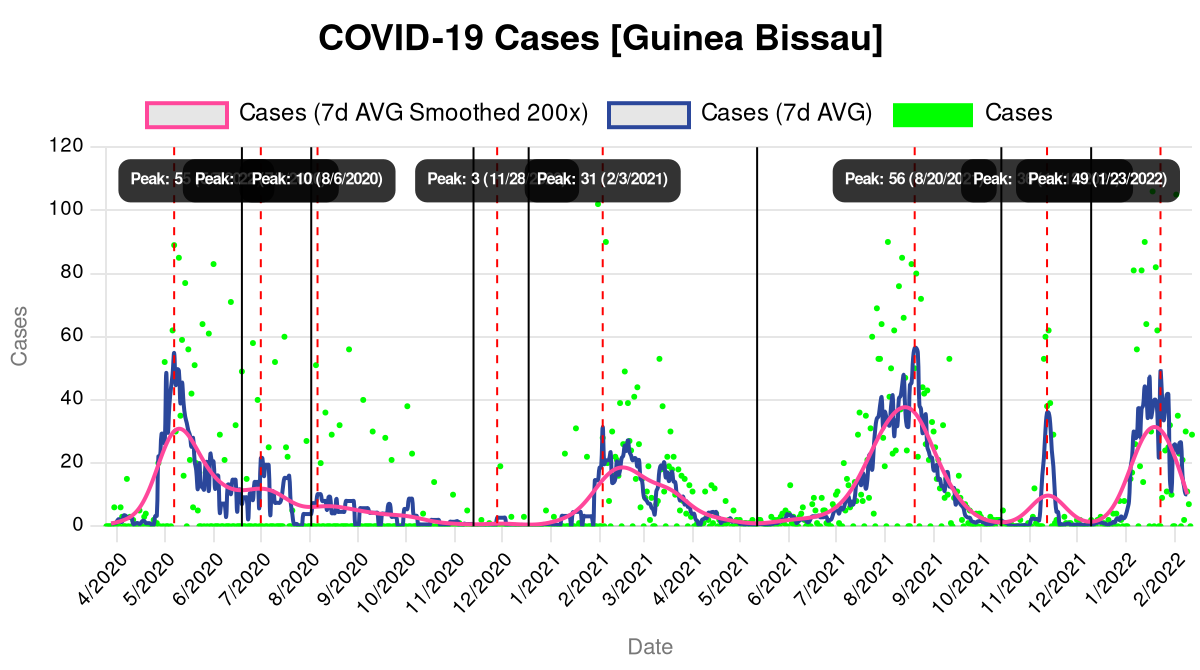 COVID-19 Cases [Guinea Bissau]
Cases (7d AVG Smoothed 200x) Cases (7d AVG) Cases
Peak: 55 Peak: Peak: 10 (8/6/2020) Peak: 3 (11/28 Peak: 31 (2/3/2021) Peak: 56 (8/20/202 Peak: Peak: 49 (1/23/2022)
120
100
80
60
40
20
0
Cases
4/2020 5/2020 6/2020 7/2020 8/2020 9/2020 10/2020 11/2020 12/2020 1/2021 2/2021 3/2021 4/2021 5/2021 6/2021 7/2021 8/2021 9/2021 10/2021 11/2021 12/2021 1/2022 2/2022
Date